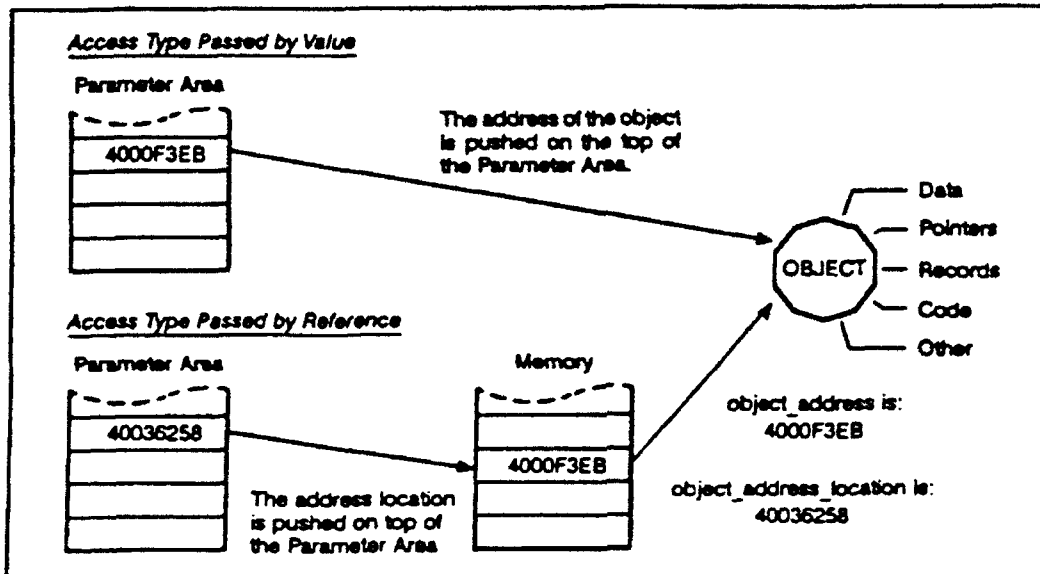 Access Type Passed by Value
Parameter Area
4000F3EB
The address of the object
is pushed on the top of
the Parameter Area.
OBJECT
Data
Pointers
Records
Code
Other
Access Type Passed by Reference
Parameter Area
40036258
The address location
is pushed on top of
the Parameter Area
Memory
4000F3EB
object_address is:
4000F3EB
object_address_location is:
40036258